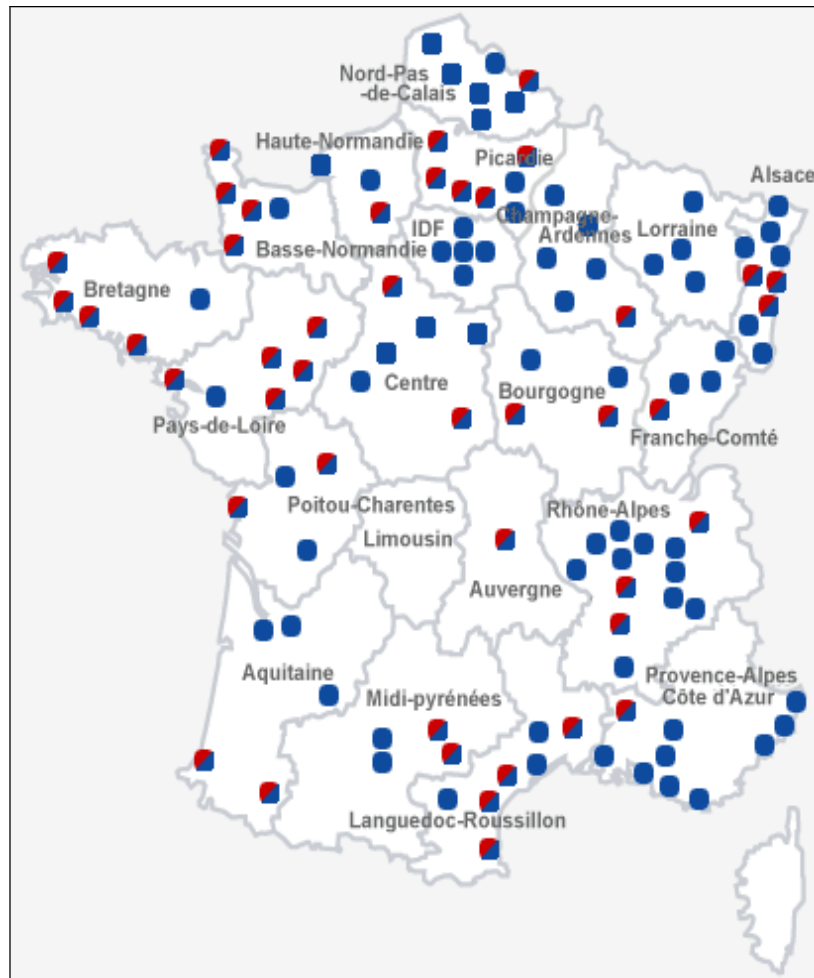 Nord-Pas
-de-Calais
Haute-Normandie
Picardie
Alsace
Champagne-
Ardennes
Lorraine
IDF
Basse-Normandie
Bretagne
Centre
Bourgogne
Pays-de-Loire
Franche-Comté
Poitou-Charentes
Rhône-Alpes
Limousin
Auvergne
Aquitaine
Provence-Alpes
Côte d'Azur
Midi-pyrénées
Languedoc-Roussillon